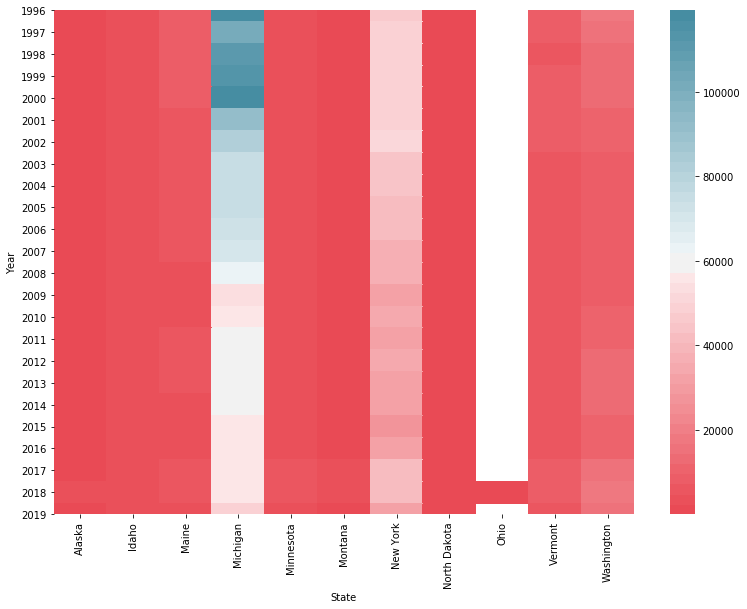 1996
1997
1998
1999
2000
2001
2002
2003
2004
2005
2006
2007
2008
2009
2010
2011
2012
2013
2014
2015
2016
2017
2018
2019
Year
Alaska
Idaho
Maine
Michigan
Minnesota
Montana
New York
North Dakota
Ohio
Vermont
Washington
State
100000
80000
60000
40000
20000